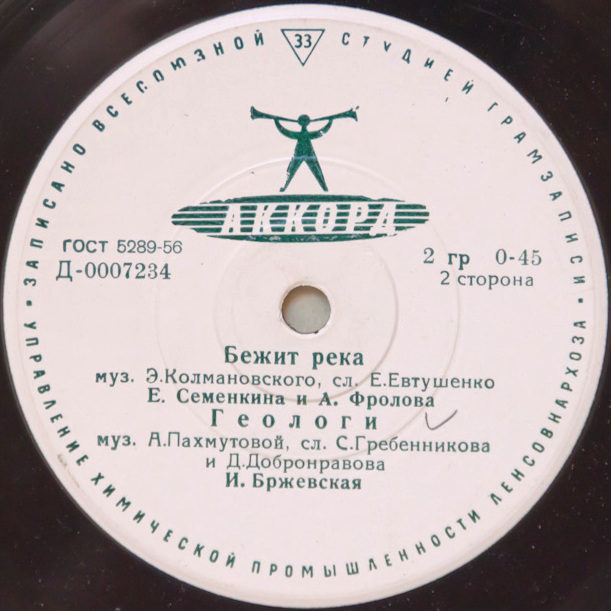 ЗАПИСАНО ВСЕСОЮЗНОЙ СТУДИЕЙ ГРАМЗАПИСИ
33
АККОРД
ГОСТ 5289-56
Д-0007234
2 гр 0-45
2 сторона
Бежит река
муз. Э.Колмановского, сл. Е.Евтушенко
Е. Семенкина и А. Фролова
Геологи
муз. А.Пахмутовой, сл. С.Гребенникова
и Д.Добронравова
И. Бржевская
УПРАВЛЕНИЕ ХИМИЧЕСКОЙ ПРОМЫШЛЕННОСТИ ЛЕНСОВНАРХОЗА